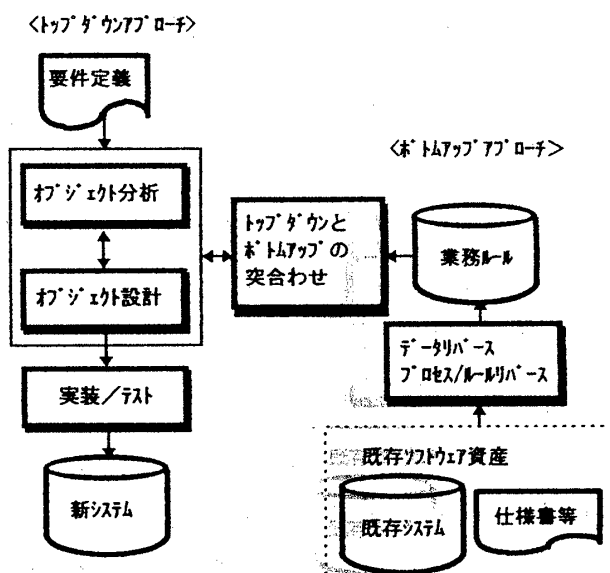 <ﾄｯﾌﾟﾀﾞｳﾝｱﾌﾟﾛｰﾁ>
要件定義
ｵﾌﾞｼﾞｪｸﾄ分析
ｵﾌﾞｼﾞｪｸﾄ設計
実装／ﾃｽﾄ
新ｼｽﾃﾑ
ﾄｯﾌﾟﾀﾞｳﾝと
ﾎﾞﾄﾑｱｯﾌﾟの
突合わせ
<ﾎﾞﾄﾑｱｯﾌﾟｱﾌﾟﾛｰﾁ>
業務ﾙｰﾙ
ﾃﾞｰﾀﾘﾊﾞｰｽ
ﾌﾟﾛｾｽ/ﾙｰﾙﾘﾊﾞｰｽ
既存ｿﾌﾄｳｪｱ資産
既存ｼｽﾃﾑ
仕様書等